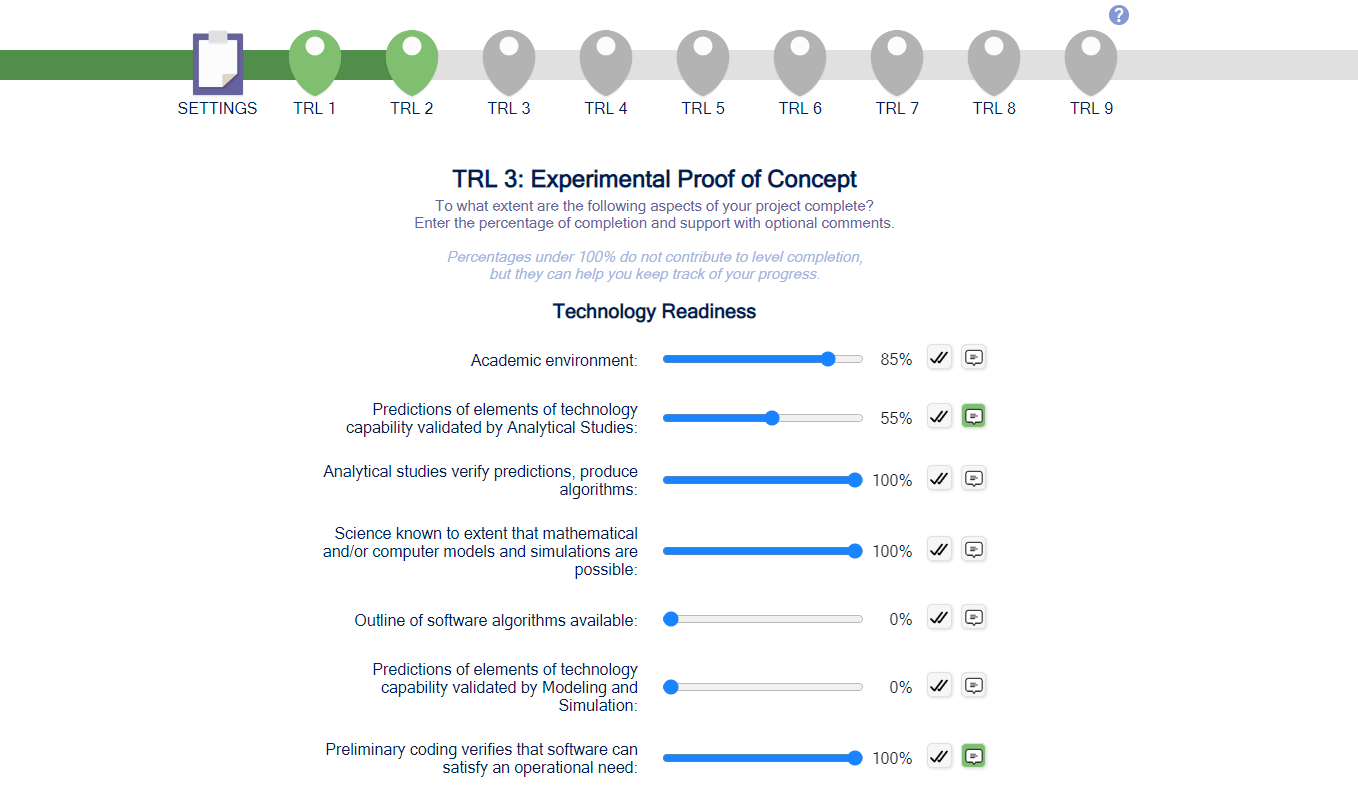 ?
SETTINGS TRL 1 TRL 2 TRL 3 TRL 4 TRL 5 TRL 6 TRL 7 TRL 8 TRL 9
TRL 3: Experimental Proof of Concept
To what extent are the following aspects of your project complete?
Enter the percentage of completion and support with optional comments.
Percentages under 100% do not contribute to level completion,
but they can help you keep track of your progress.
Technology Readiness
Academic environment: 85%
Predictions of elements of technology
capability validated by Analytical Studies: 55%
Analytical studies verify predictions, produce
algorithms: 100%
Science known to extent that mathematical
and/or computer models and simulations are 100%
possible:
Outline of software algorithms available: 0%
Predictions of elements of technology
capability validated by Modeling and 0%
Simulation:
Preliminary coding verifies that software can
satisfy an operational need: 100%